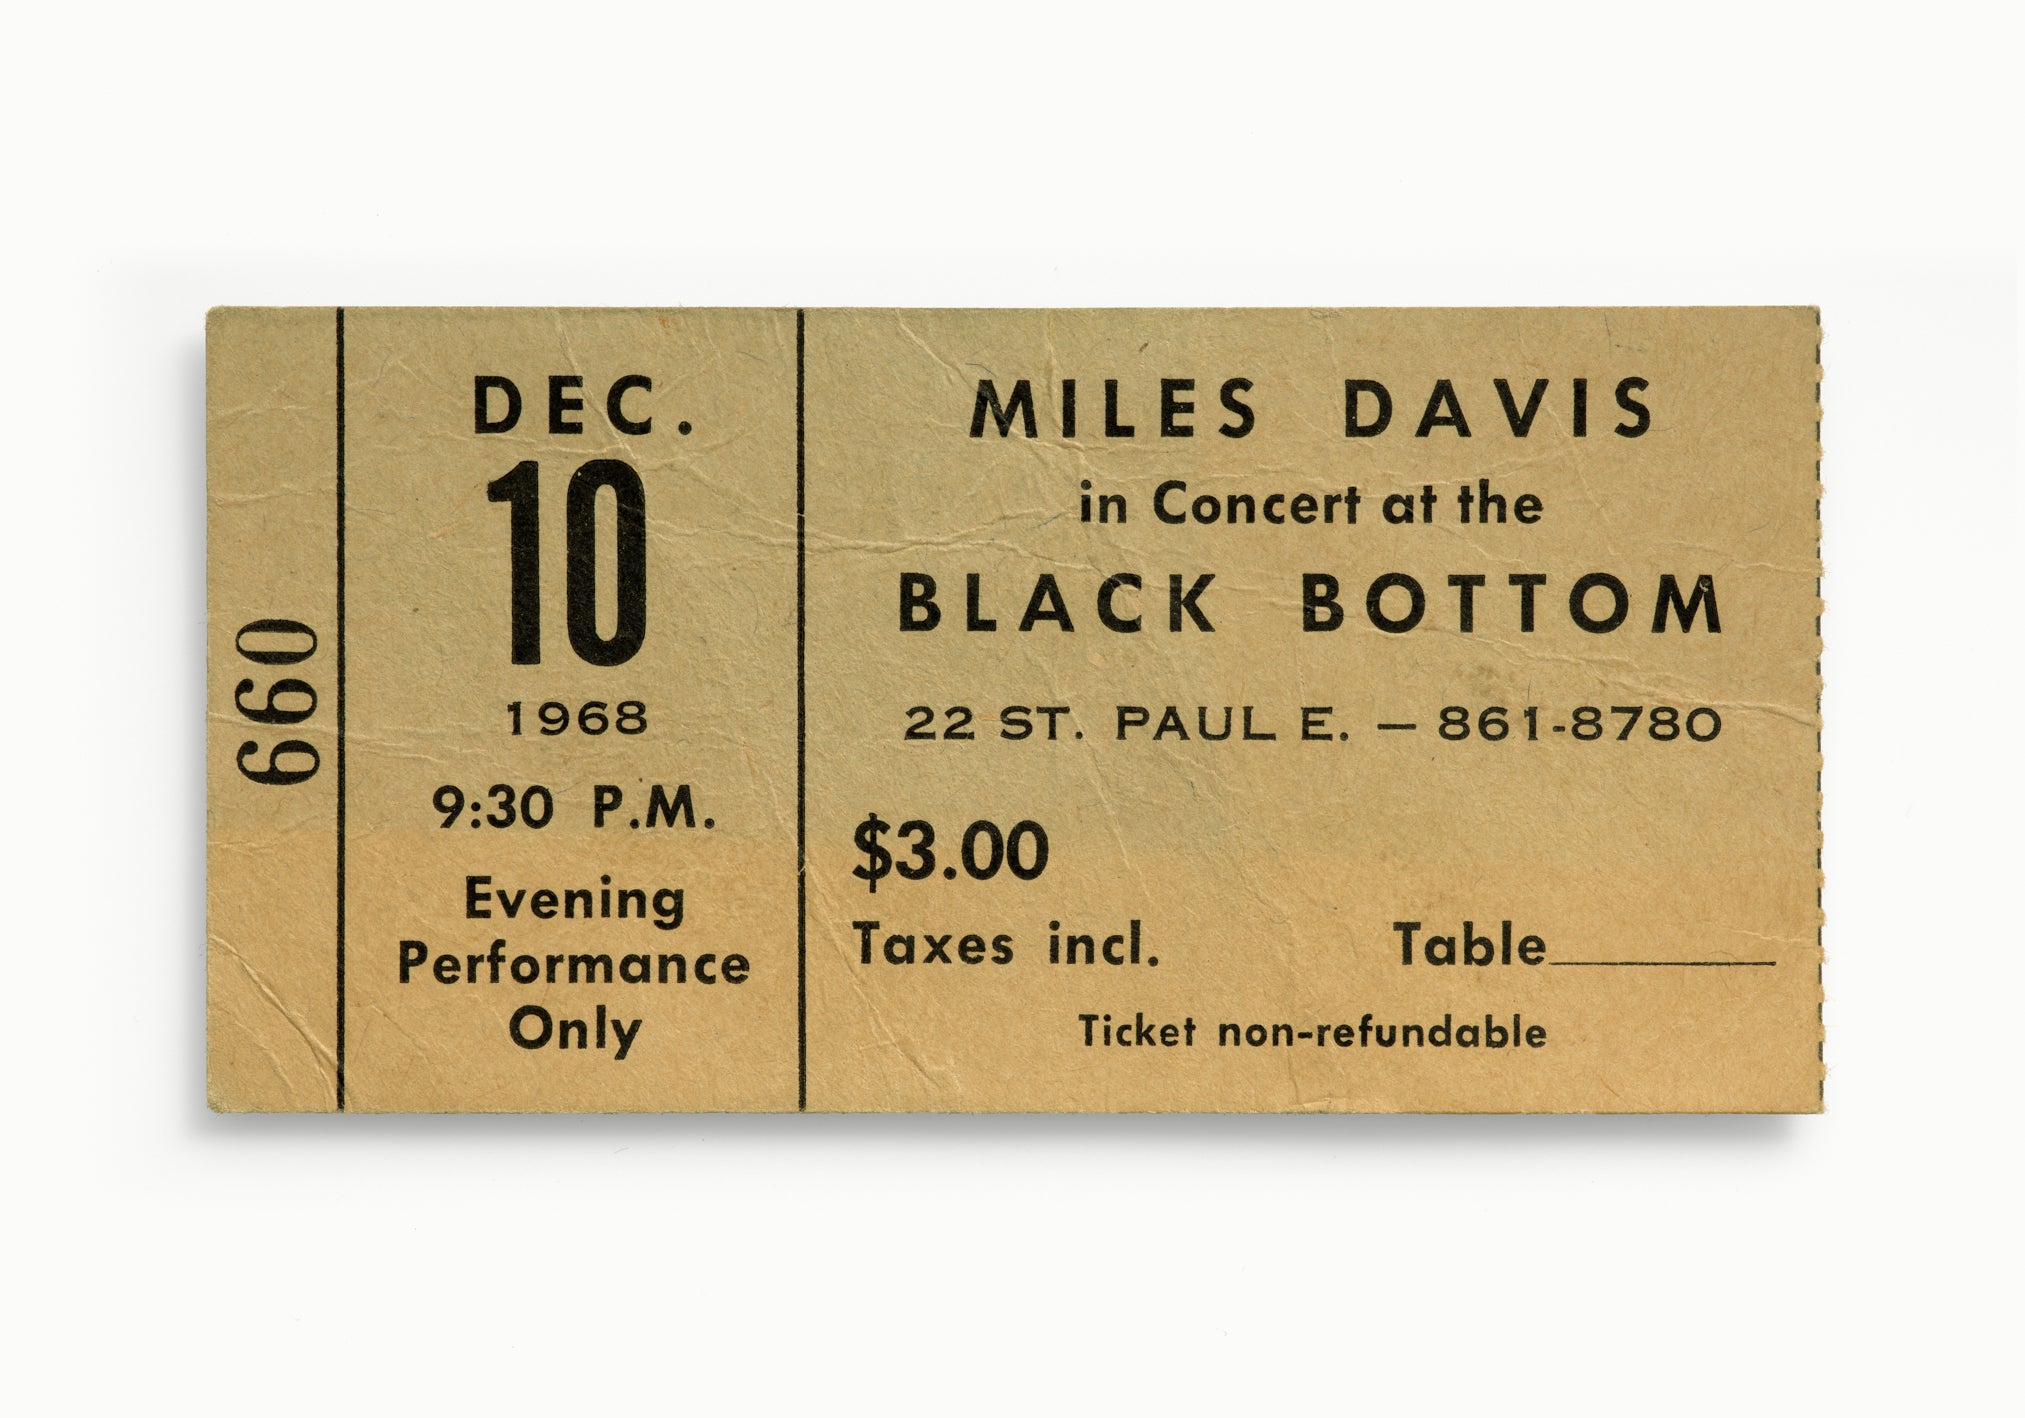 660
DEC.
10
1968
9:30 P.M.
Evening
Performance
Only
MILES DAVIS
in Concert at the
BLACK BOTTOM
22 ST. PAUL E. — 861-8780
$3.00
Taxes incl.
Table
Ticket non-refundable